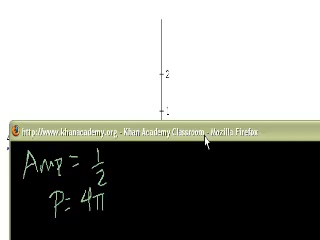 2
1
http://www.khanacademy.org - Khan Academy Classroom - Mozilla Firefox
Amp = 1/2
P = 4π